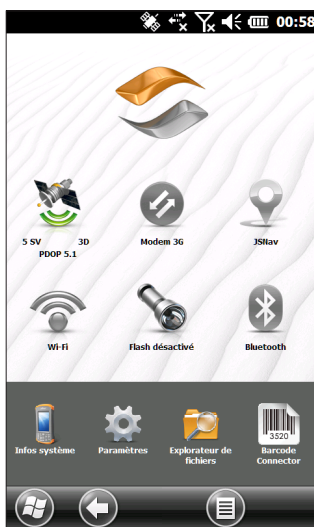 00:58
5 SV 3D
PDOP 5.1
Modem 3G
JSNav
Wi-Fi
Flash désactivé
Bluetooth
Infos système
Paramètres
Explorateur de
fichiers
3520
Barcode
Connector